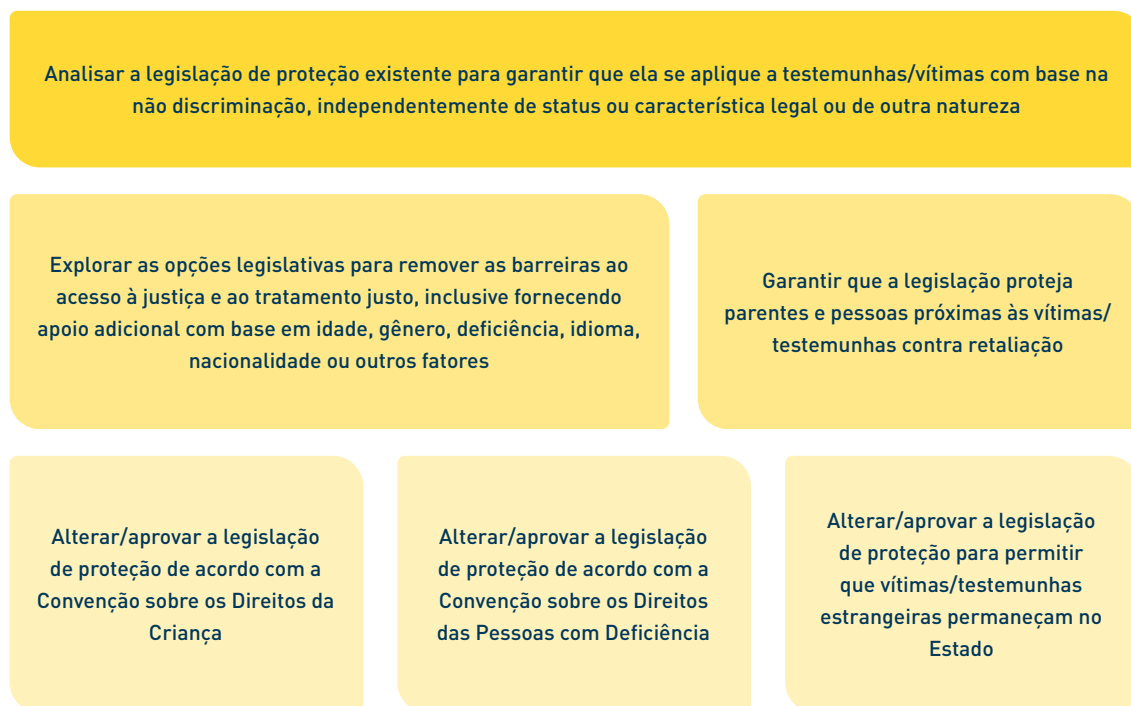 Analisar a legislação de proteção existente para garantir que ela se aplique a testemunhas/vítimas com base na
não discriminação, independentemente de status ou característica legal ou de outra natureza
Explorar as opções legislativas para remover as barreiras ao
acesso à justiça e ao tratamento justo, inclusive fornecendo
apoio adicional com base em idade, gênero, deficiência, idioma,
nacionalidade ou outros fatores
Garantir que a legislação proteja
parentes e pessoas próximas às vítimas/
testemunhas contra retaliação
Alterar/aprovar a legislação
de proteção de acordo com a
Convenção sobre os Direitos da
Criança
Alterar/aprovar a legislação
de proteção de acordo com a
Convenção sobre os Direitos
das Pessoas com Deficiência
Alterar/aprovar a legislação
de proteção para permitir
que vítimas/testemunhas
estrangeiras permaneçam no
Estado